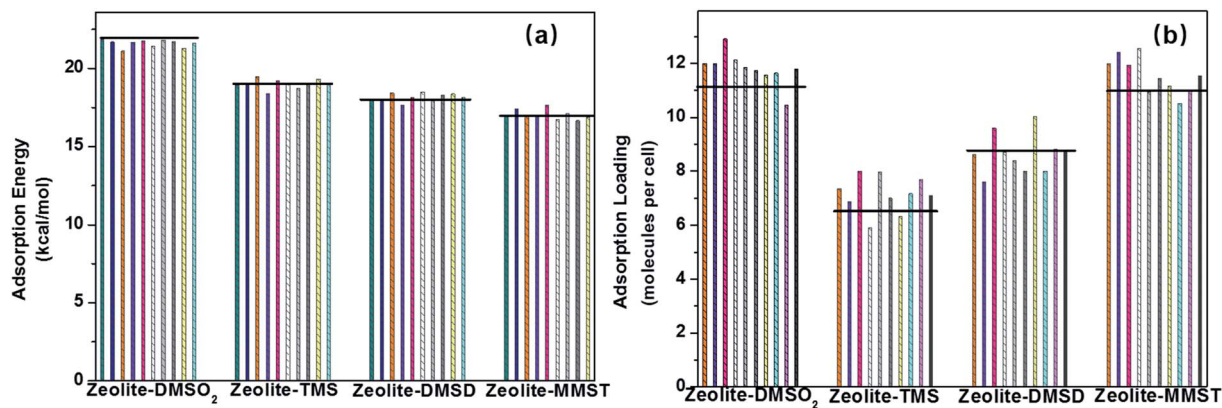 (a)
Adsorption Energy
(kcal/mol)
20
15
10
5
0
Zeolite-DMSO₂
Zeolite-TMS
Zeolite-DMSD
Zeolite-MMST
(b)
Adsorption Loading
(molecules per cell)
12
10
8
6
4
2
0
Zeolite-DMSO₂
Zeolite-TMS
Zeolite-DMSD
Zeolite-MMST